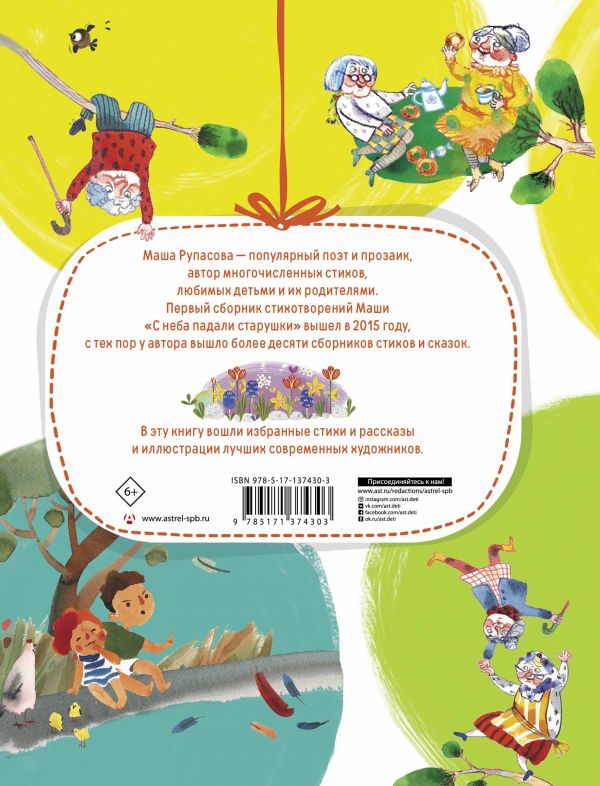 Маша Рупасова — популярный поэт и прозаик,
автор многочисленных стихов,
любимых детьми и их родителями.
Первый сборник стихотворений Маши
«С неба падали старушки» вышел в 2015 году,
с тех пор у автора вышло более десяти сборников стихов и сказок.
В эту книгу вошли избранные стихи и рассказы
и иллюстрации лучших современных художников.
6+
www.astrel-spb.ru
ISBN 978-5-17-137430-3
9 785171 374303
Присоединяйтесь к нам!
www.ast.ru/redactions/astrel-spb
instagram.com/ast.deti
vk.com/ast.deti
facebook.com/ast.deti
ok.ru/ast.deti